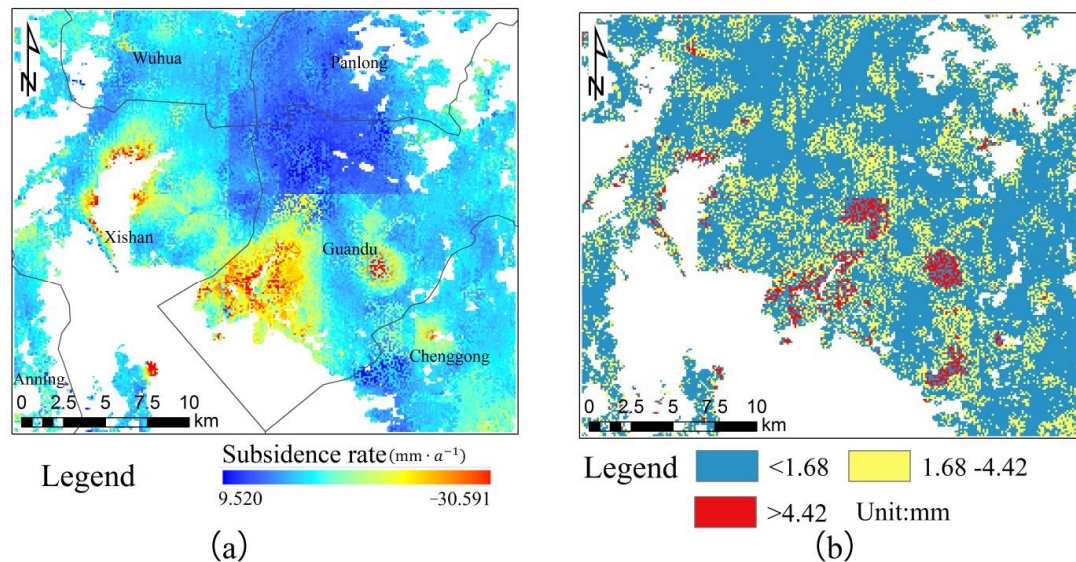 N
Wuhua
Panlong
Xishan
Guandu
Chenggong
Anning
0 2.5 5 7.5 10
km
Legend
Subsidence rate (mm · a⁻¹)
9.520 −30.591
(a)
N
0 2.5 5 7.5 10
km
Legend <1.68 1.68 -4.42
>4.42 Unit:mm
(b)